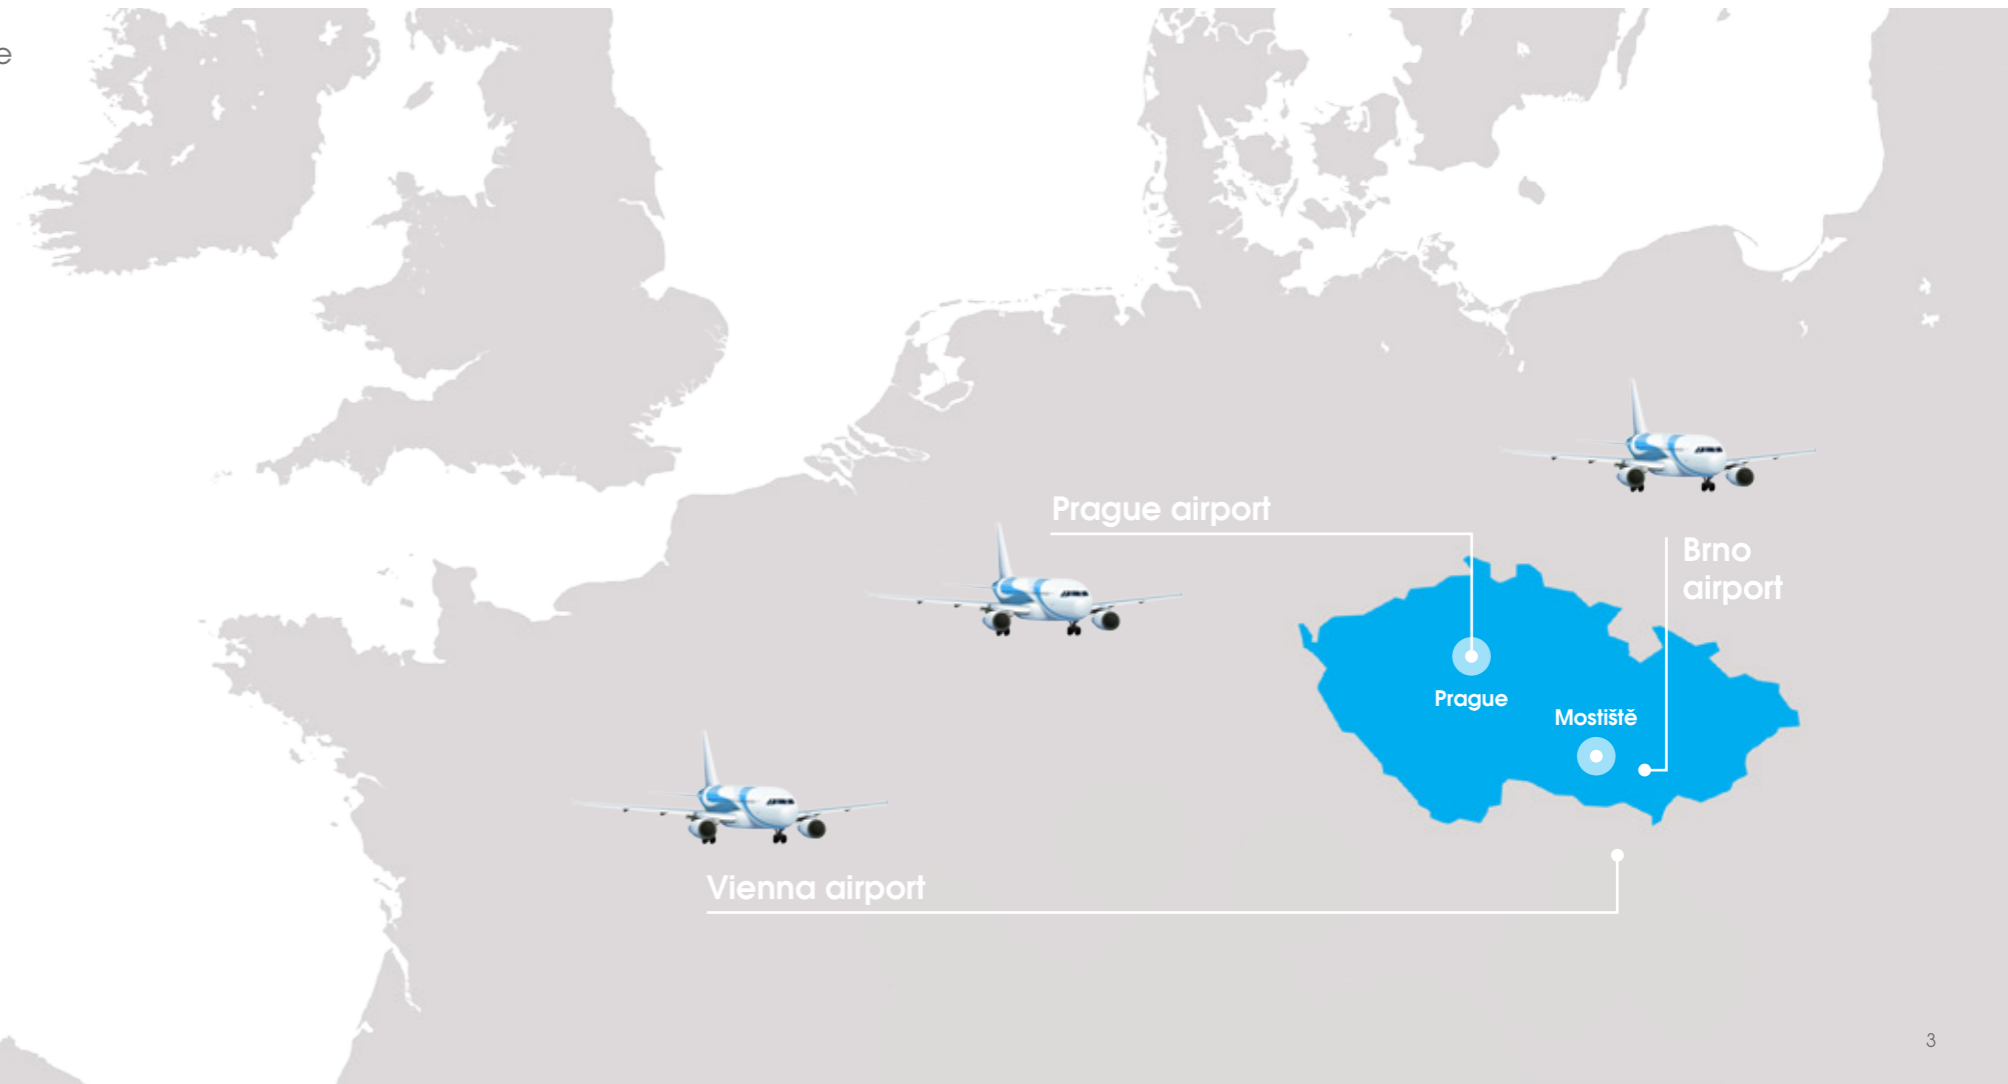 e
Prague airport
Brno
airport
Prague
Mostiště
Vienna airport
3